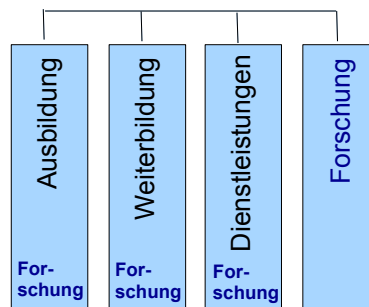 Ausbildung
Weiterbildung
Dienstleistungen
Forschung
For-
schung
For-
schung
For-
schung